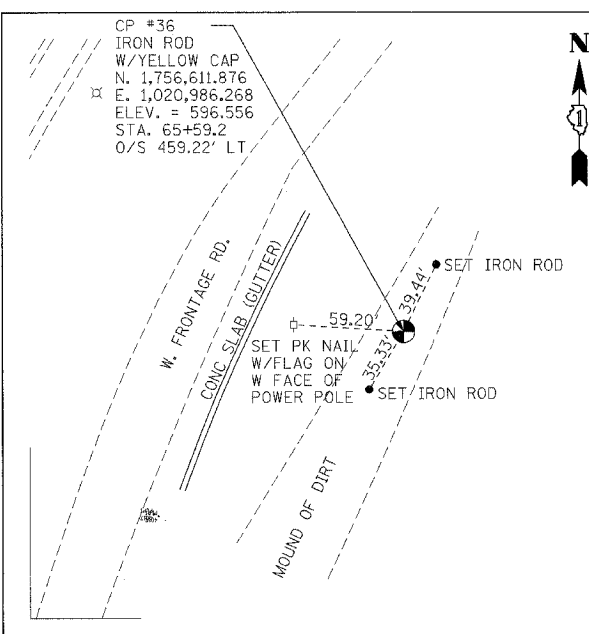 CP #36
IRON ROD
W/YELLOW CAP
N. 1,756,611.876
E. 1,020,986.268
ELEV. = 596.556
STA. 65+59.2
O/S 459.22' LT
N
1
W. FRONTAGE RD.
CONC. SLAB (GUTTER)
39.44'
SET IRON ROD
59.20'
35.33'
SET PK NAIL
W/FLAG ON
W FACE OF
POWER POLE
SET IRON ROD
MOUND OF DIRT